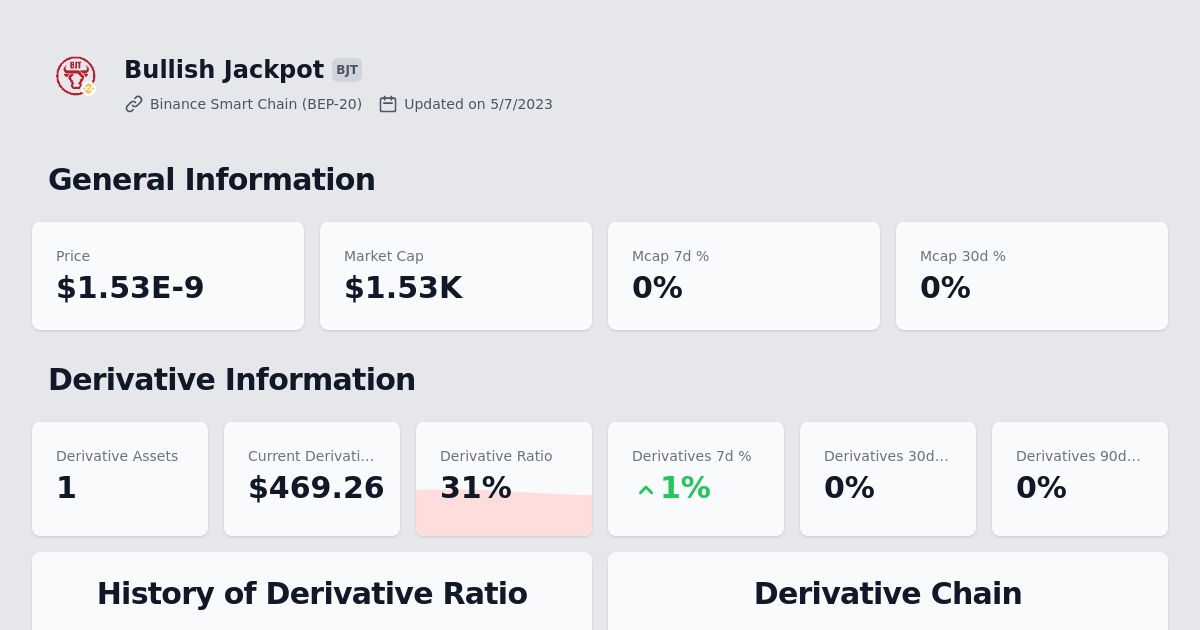 BJT
Bullish Jackpot BJT
Binance Smart Chain (BEP-20) Updated on 5/7/2023
General Information
Price Market Cap Mcap 7d % Mcap 30d %
$1.53E-9 $1.53K 0% 0%
Derivative Information
Derivative Assets Current Derivati... Derivative Ratio Derivatives 7d % Derivatives 30d... Derivatives 90d...
1 $469.26 31% 1% 0% 0%
History of Derivative Ratio Derivative Chain